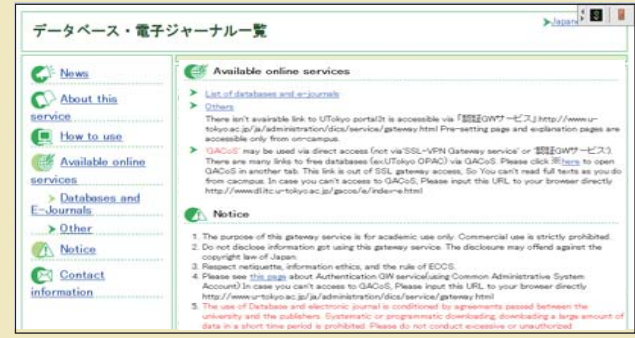 データベース・電子ジャーナル一覧
Japane
News
About this
service
How to use
Available online
services
Databases and
E-Journals
Other
Notice
Contact
information
Available online services
List of databases and e-journals
Others
There isn't avairable link to UTokyo portal.It is accessible via 「認証GWサービス」 http://www.u-
tokyo.ac.jp/ja/administration/dics/service/gateway.html Pre-setting page and explanation pages are
accessible only from on-campus.
'GACoS' may be used via direct access (not via'SSL-VPN Gateway service' or '認証GWサービス').
There are many links to free databases (ex.UTokyo OPAC) via GACoS. Please click here to open
GACoS in another tab. This link is out of SSL gateway access, So You can't read full texts as you do
from cacmpus. In case you can't access to GACoS, Please input this URL to your browser directly
http://www.dl.itc.u-tokyo.ac.jp/gacos/e/index-e.html
Notice
1. The purpose of this gateway service is for academic use only. Commercial use is strictly prohibited.
2. Do not disclose information got using this gateway service. The disclosure may offend against the
copyright law of Japan.
3. Respect netiquette, information ethics, and the rule of ECCS.
4. Please see this page about Authentication GW service(using Common Administrative System
Account) In case you can't access to GACoS, Please input this URL to your browser directly
http://www.u-tokyo.ac.jp/ja/administration/dics/service/gateway.html
5. The use of Database and electronic journal is conditioned by agreements passed between the
university and the publishers. Systematic or programmatic downloading, downloading a large amount of
data in a short time period is prohibited. Please do not conduct excessive or unauthorized